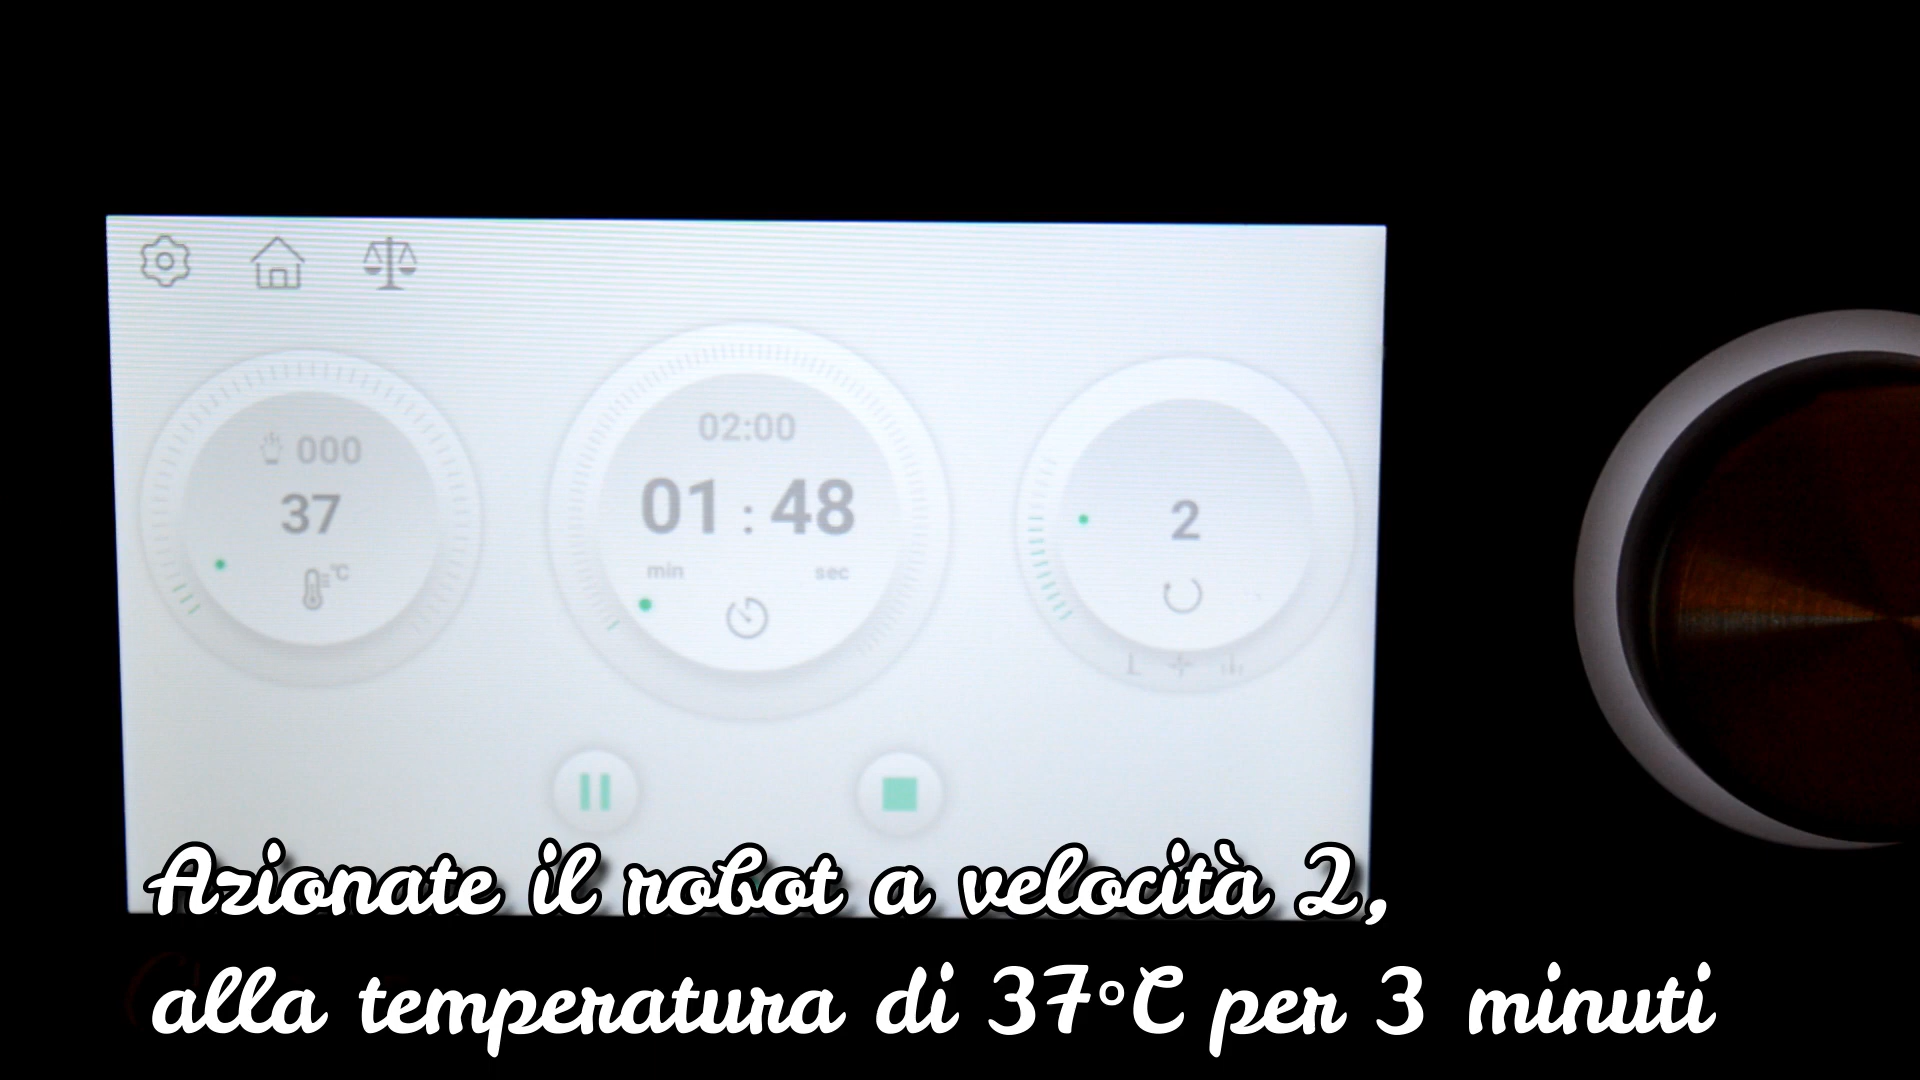 000
37
°C
02:00
01 : 48
min sec
2
Azionate il robot a velocità 2,
alla temperatura di 37°C per 3 minuti